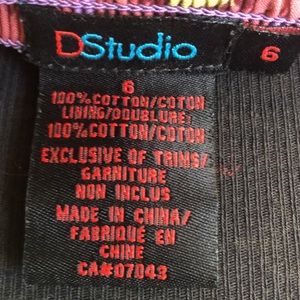 DStudio
6
6
100% COTTON/COTON
LINING/DOUBLURE:
100% COTTON/COTON
EXCLUSIVE OF TRIMS/
GARNITURE
NON INCLUS
MADE IN CHINA/
FABRIQUÉ EN
CHINE
CA#07043